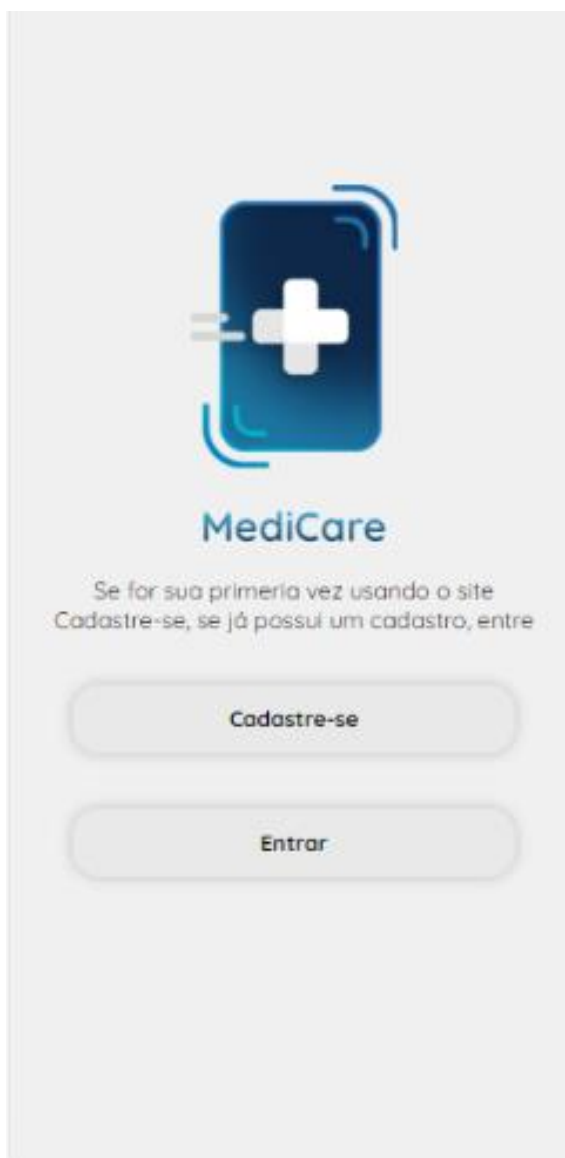 MediCare
Se for sua primeria vez usando o site
Cadastre-se, se já possui um cadastro, entre
Cadastre-se
Entrar